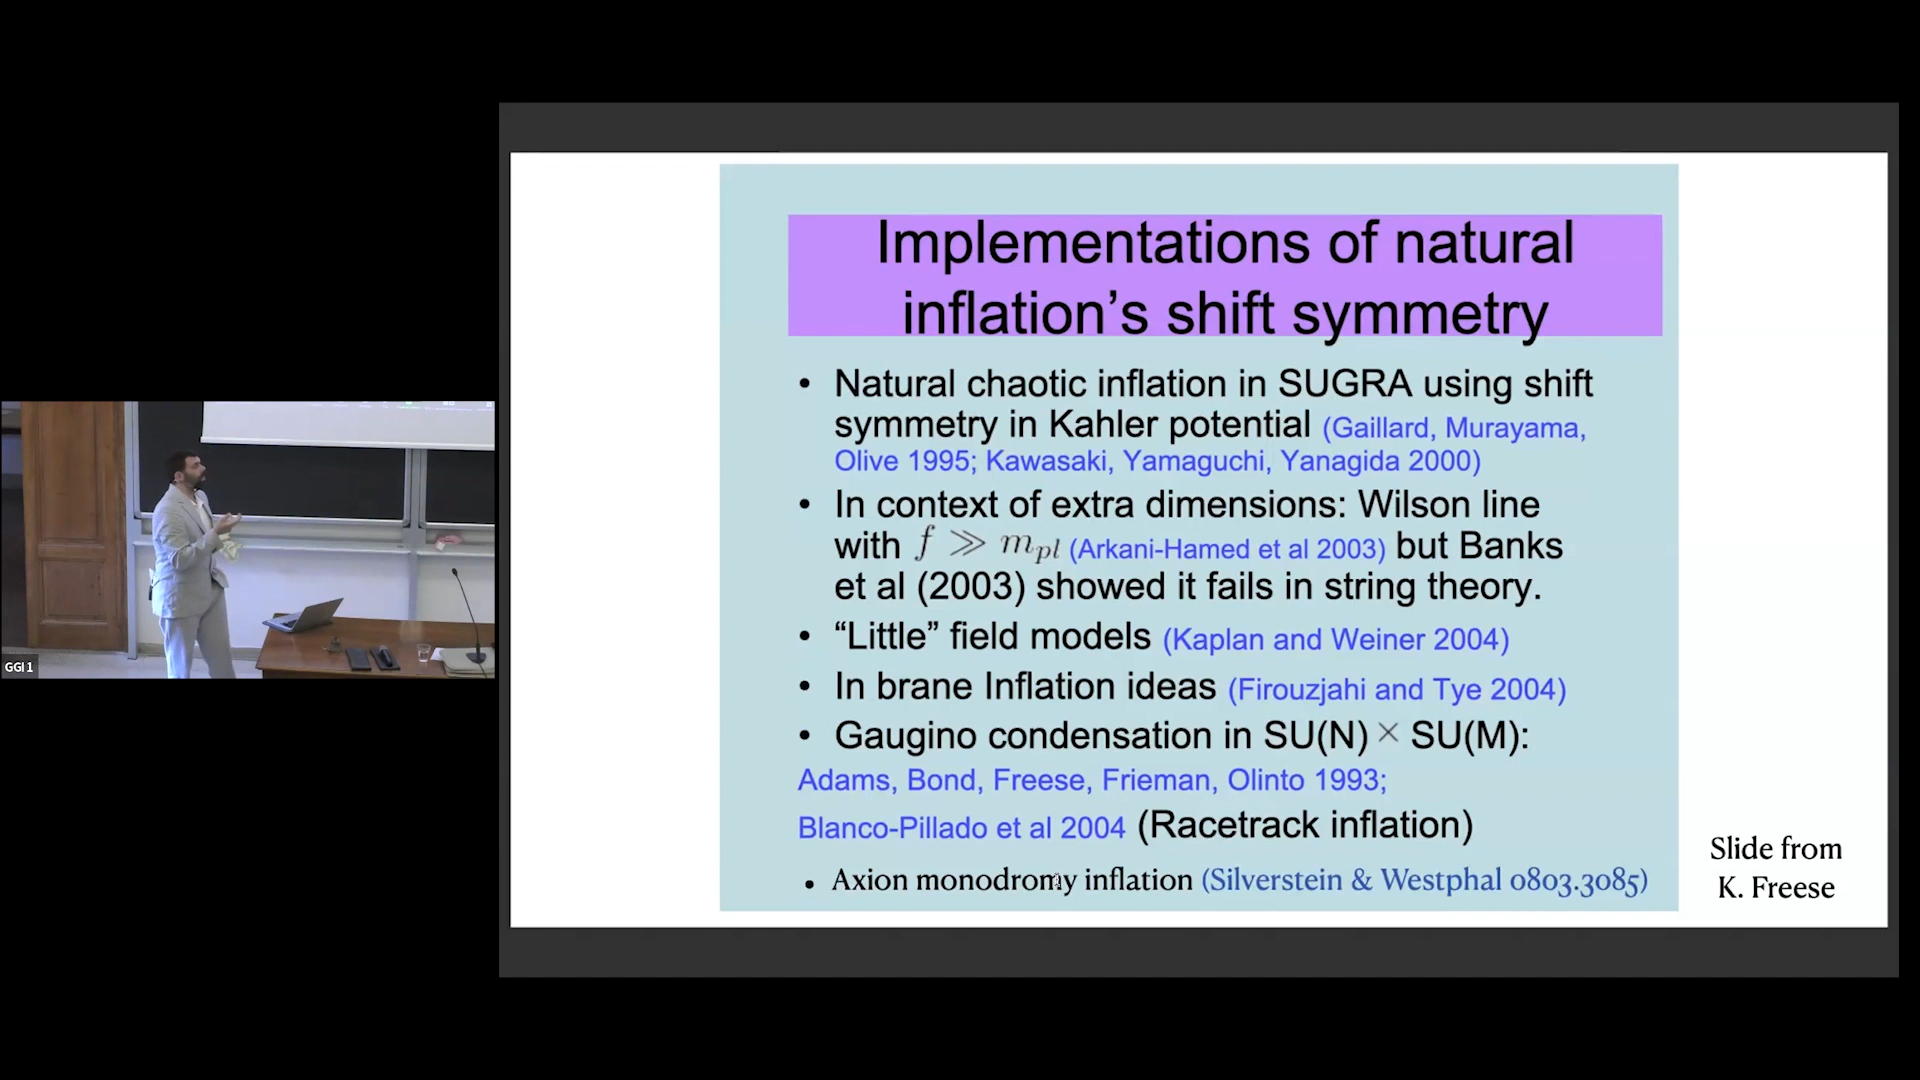 Implementations of natural
inflation's shift symmetry
• Natural chaotic inflation in SUGRA using shift
symmetry in Kahler potential (Gaillard, Murayama,
Olive 1995; Kawasaki, Yamaguchi, Yanagida 2000)
• In context of extra dimensions: Wilson line
with f ≫ m_pl (Arkani-Hamed et al 2003) but Banks
et al (2003) showed it fails in string theory.
• “Little” field models (Kaplan and Weiner 2004)
• In brane Inflation ideas (Firouzjahi and Tye 2004)
• Gaugino condensation in SU(N) × SU(M):
Adams, Bond, Freese, Frieman, Olinto 1993;
Blanco-Pillado et al 2004 (Racetrack inflation)
• Axion monodromy inflation (Silverstein & Westphal 0803.3085)
Slide from
K. Freese
GGI 1